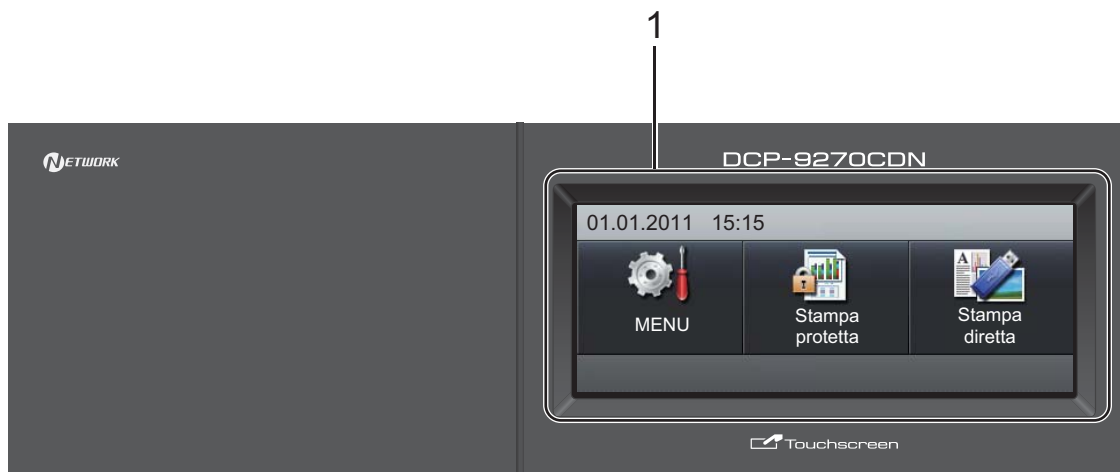 1
NETWORK
DCP-9270CDN
01.01.2011 15:15
MENU
Stampa
protetta
Stampa
diretta
Touchscreen